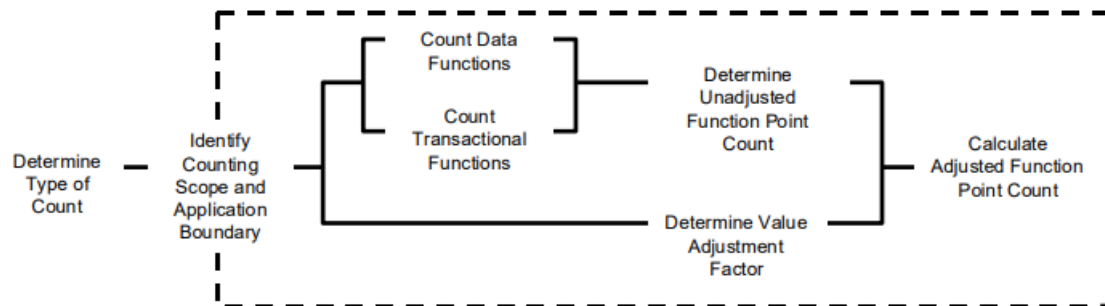 Determine
Type of
Count
Identify
Counting
Scope and
Application
Boundary
Count Data
Functions
Count
Transactional
Functions
Determine
Unadjusted
Function Point
Count
Determine Value
Adjustment
Factor
Calculate
Adjusted Function
Point Count